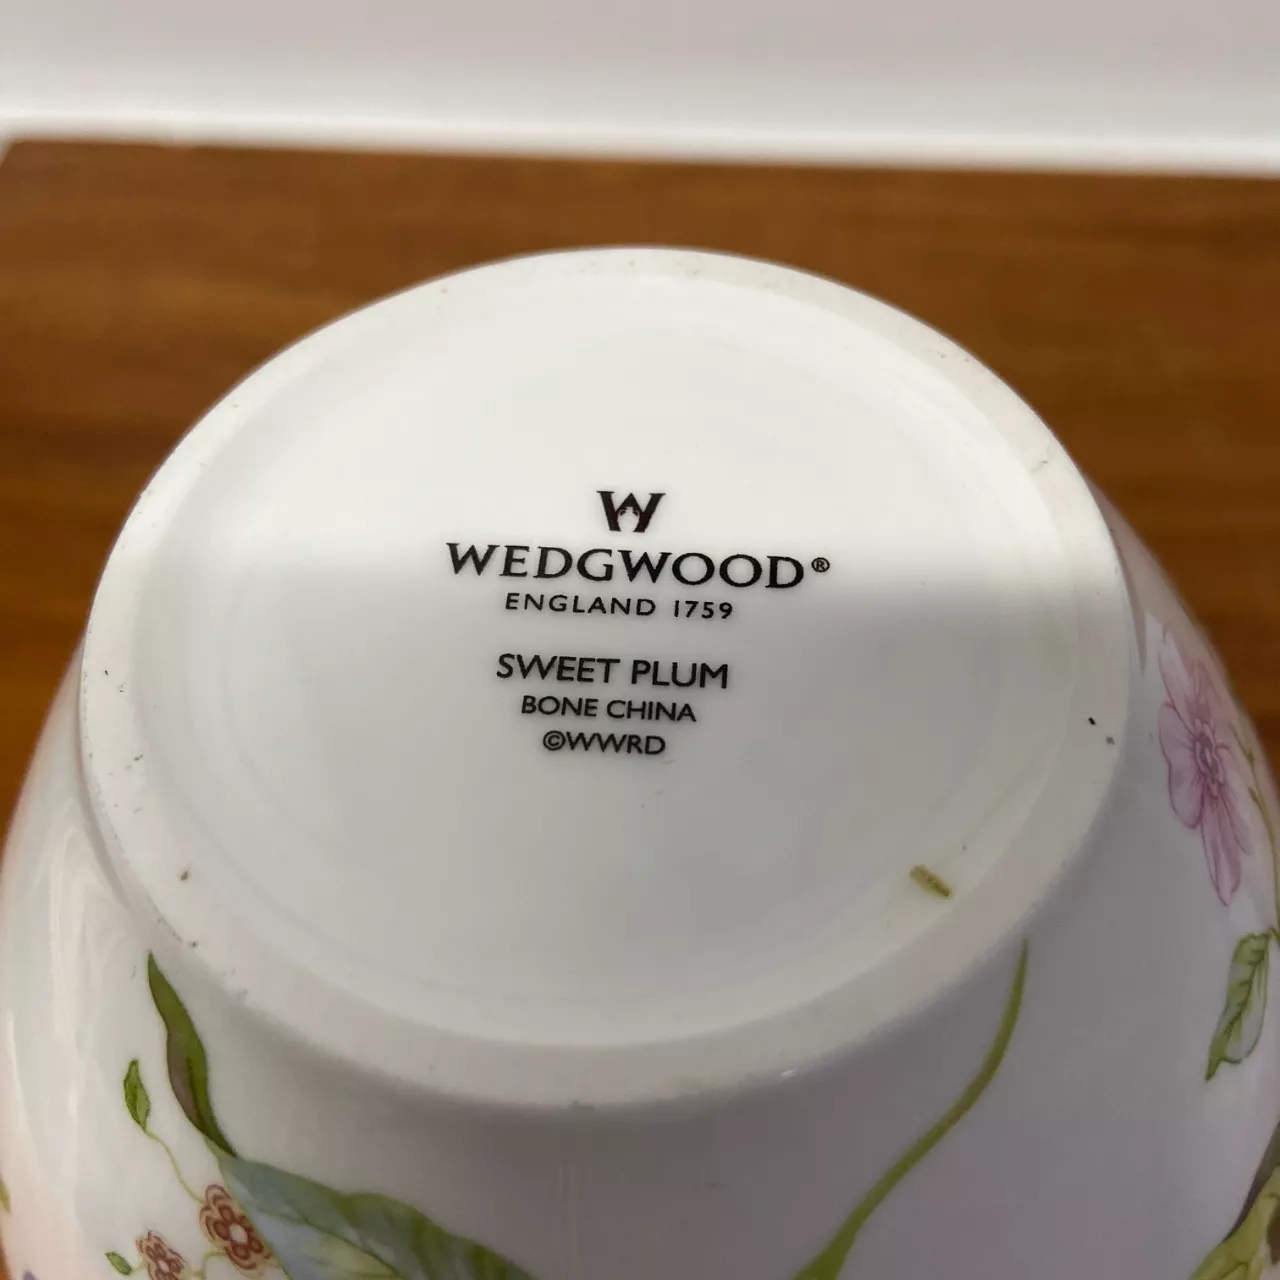 W
WEDGWOOD®
ENGLAND 1759
SWEET PLUM
BONE CHINA
©WWRD